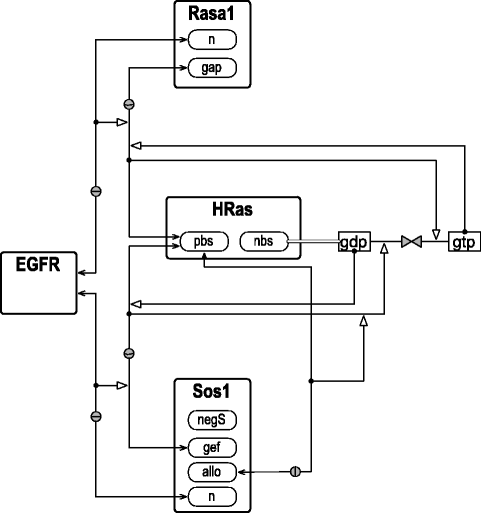 Rasa1
n
gap
HRas
pbs
nbs
gdp
gtp
EGFR
Sos1
negS
gef
allo
n